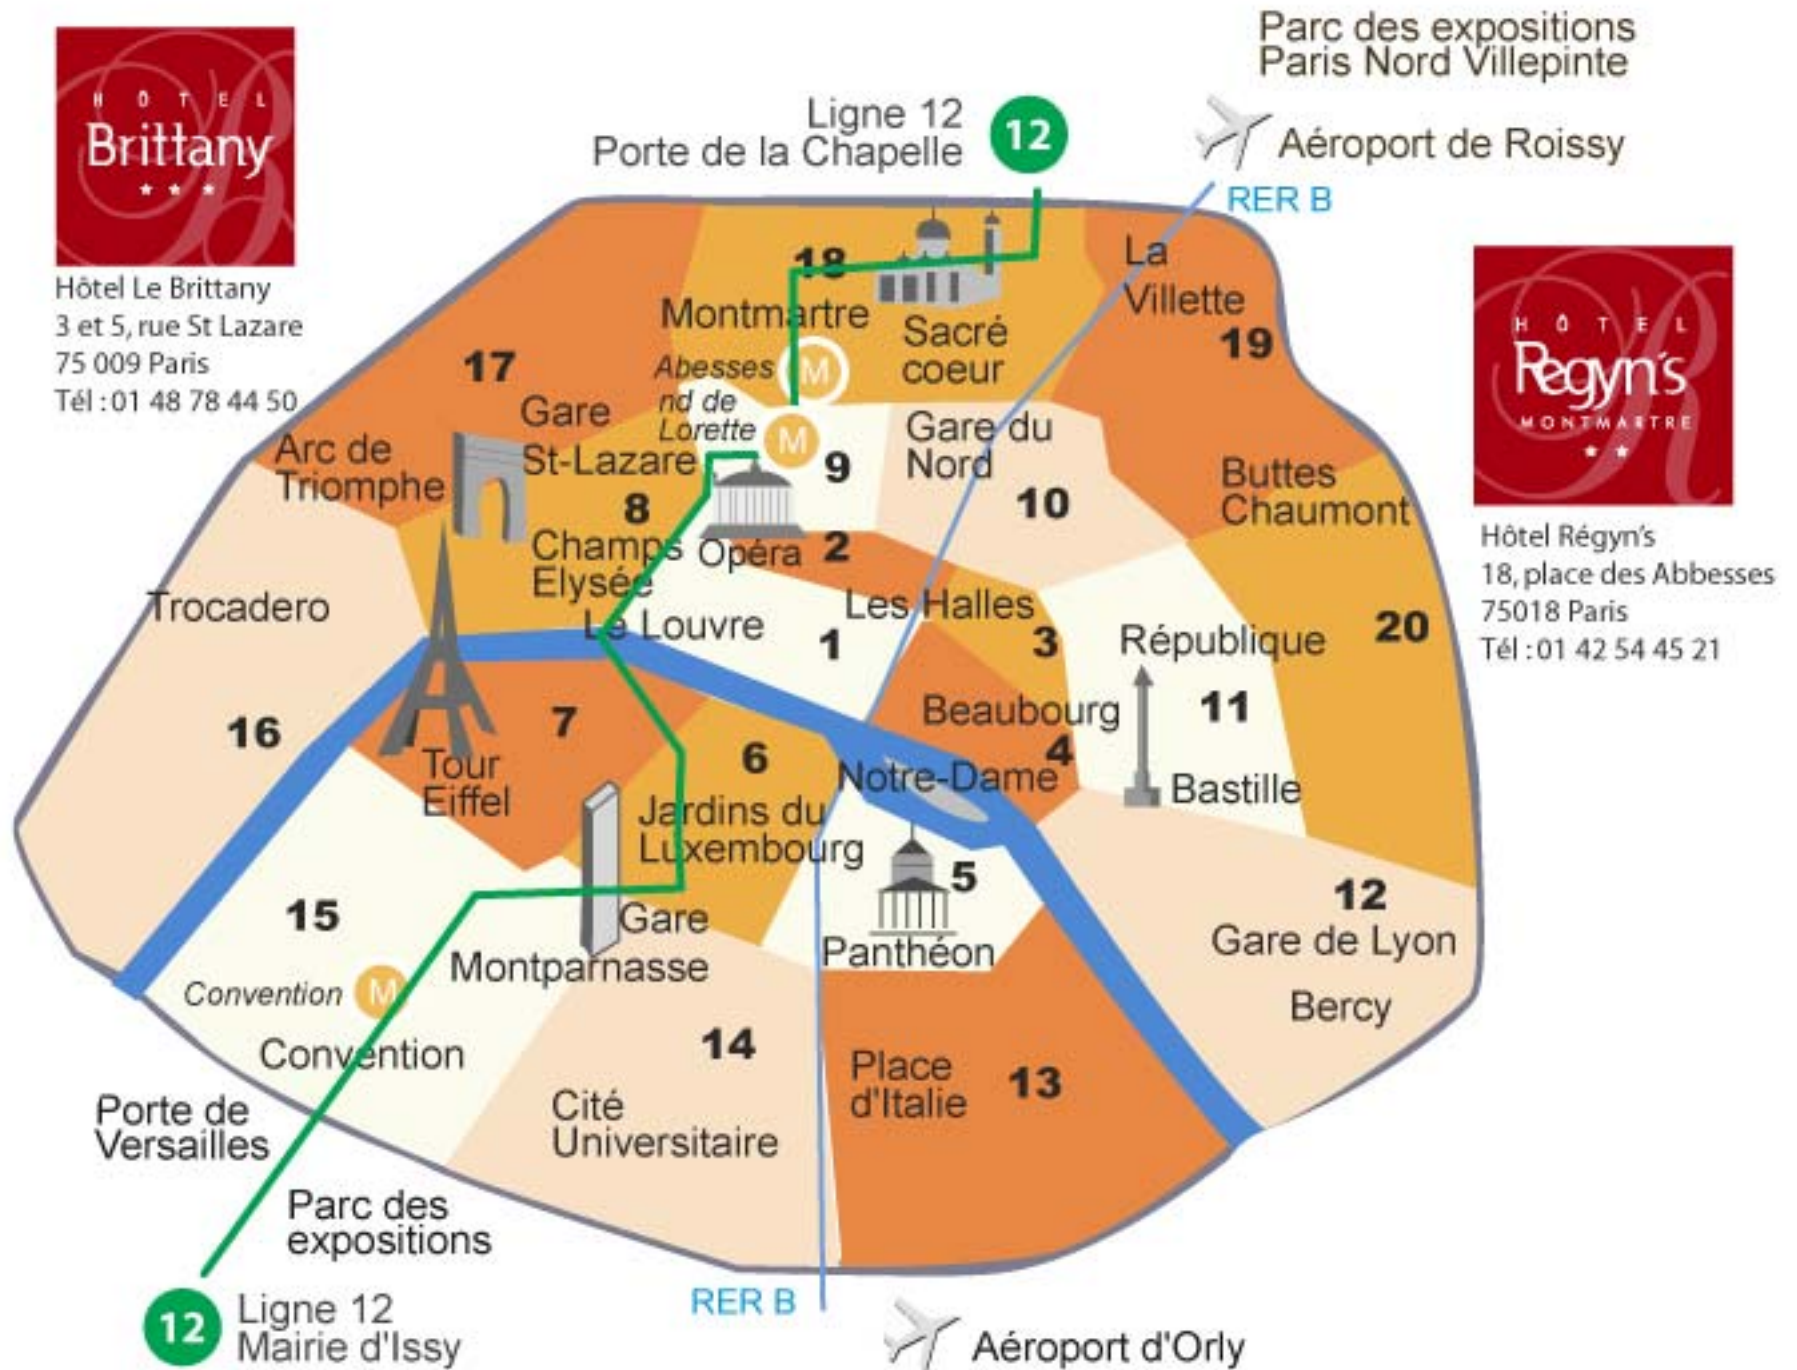 Parc des expositions
Paris Nord Villepinte
HÔTEL
Brittany
Ligne 12
Porte de la Chapelle
12
Aéroport de Roissy
RER B
Hôtel Le Brittany
3 et 5, rue St Lazare
75 009 Paris
Tél : 01 48 78 44 50
HÔTEL
Regyn's
MONTMARTRE
Hôtel Régyn's
18, place des Abbesses
75018 Paris
Tél : 01 42 54 45 21
18
Montmartre
Sacré
coeur
La
Villette
19
17
Abesses
M
nd de
Lorette
M
Gare
St-Lazare
9
Gare du
Nord
10
Arc de
Triomphe
8
Champs
Elysée
Opéra
2
Buttes
Chaumont
Trocadero
Le Louvre
1
Les Halles
3
République
20
16
7
6
Beaubourg
4
11
Tour
Eiffel
Jardins du
Luxembourg
Notre-Dame
Bastille
5
Panthéon
12
Gare de Lyon
Bercy
15
Gare
Montparnasse
Convention
M
Convention
14
Cité
Universitaire
Place
d'Italie
13
Porte de
Versailles
Parc des
expositions
12
Ligne 12
Mairie d'Issy
RER B
Aéroport d'Orly